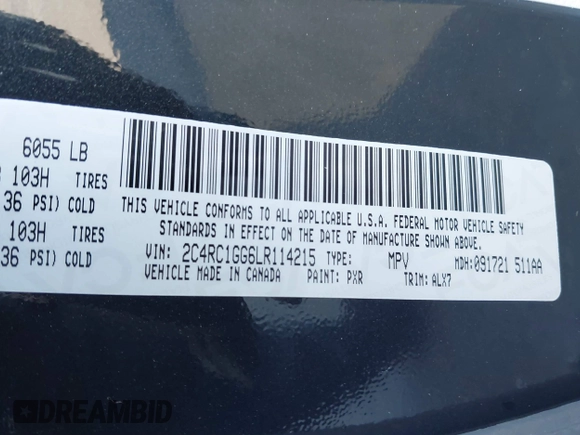 6055 LB
103H TIRES
36 PSI) COLD
103H TIRES
36 PSI) COLD
THIS VEHICLE CONFORMS TO ALL APPLICABLE U.S.A. FEDERAL MOTOR VEHICLE SAFETY
STANDARDS IN EFFECT ON THE DATE OF MANUFACTURE SHOWN ABOVE.
VIN: 2C4RC1GG6LR114215 TYPE: MPV MDH: 091721 511AA
VEHICLE MADE IN CANADA PAINT: PXR TRIM: ALX7
DREAMBID